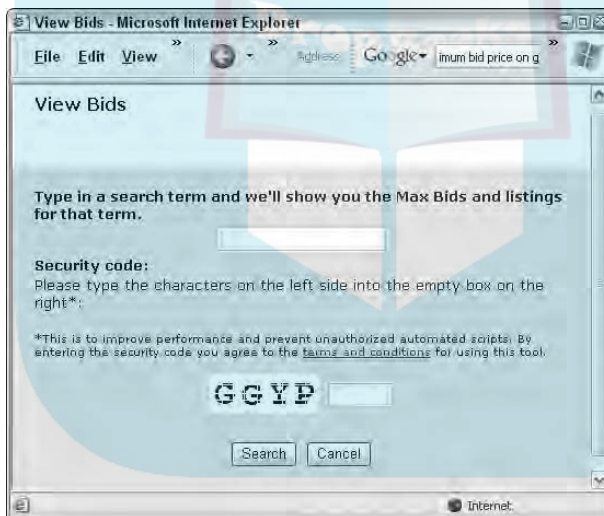 View Bids - Microsoft Internet Explorer
File Edit View » » Address Google imum bid price on g »
View Bids
Type in a search term and we'll show you the Max Bids and listings
for that term.
Security code:
Please type the characters on the left side into the empty box on the
right*:
*This is to improve performance and prevent unauthorized automated scripts. By
entering the security code you agree to the terms and conditions for using this tool.
GGYP
Search Cancel
Internet